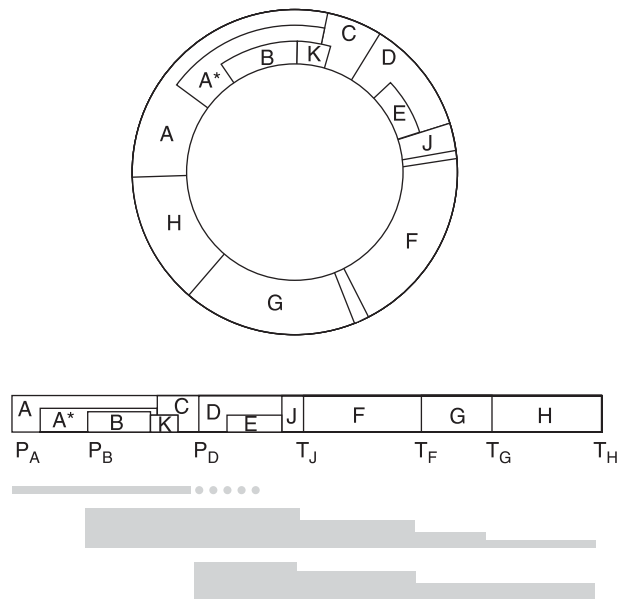 C
K
B
D
A*
E
A
J
H
F
G
A A* B K C D E J F G H
P_A P_B P_D T_J T_F T_G T_H